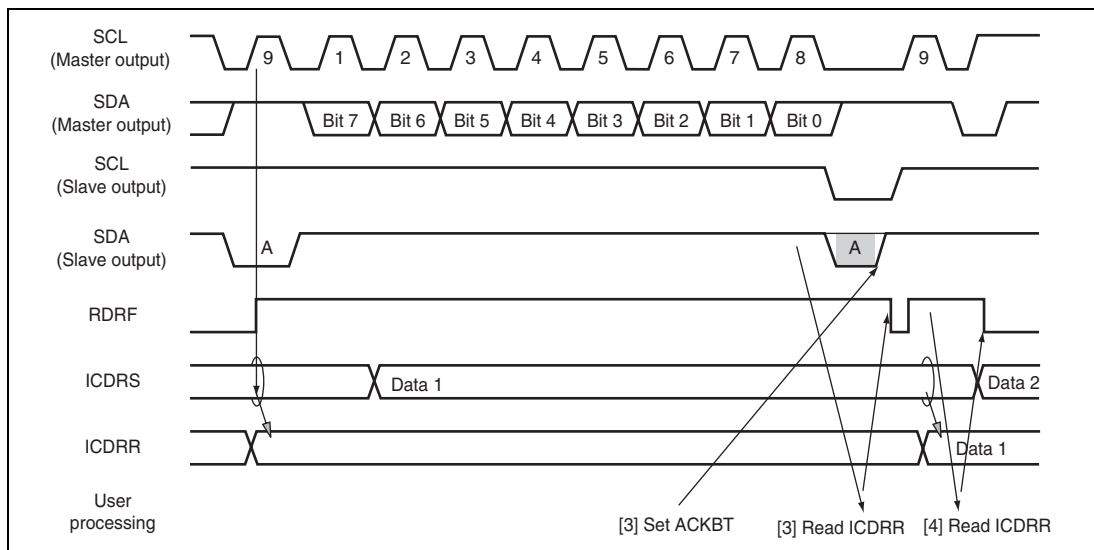 SCL
(Master output)
9 1 2 3 4 5 6 7 8 9
SDA
(Master output)
Bit 7 Bit 6 Bit 5 Bit 4 Bit 3 Bit 2 Bit 1 Bit 0
SCL
(Slave output)
SDA
(Slave output)
A A
RDRF
ICDRS
Data 1 Data 2
ICDRR
Data 1
User
processing
[3] Set ACKBT [3] Read ICDRR [4] Read ICDRR